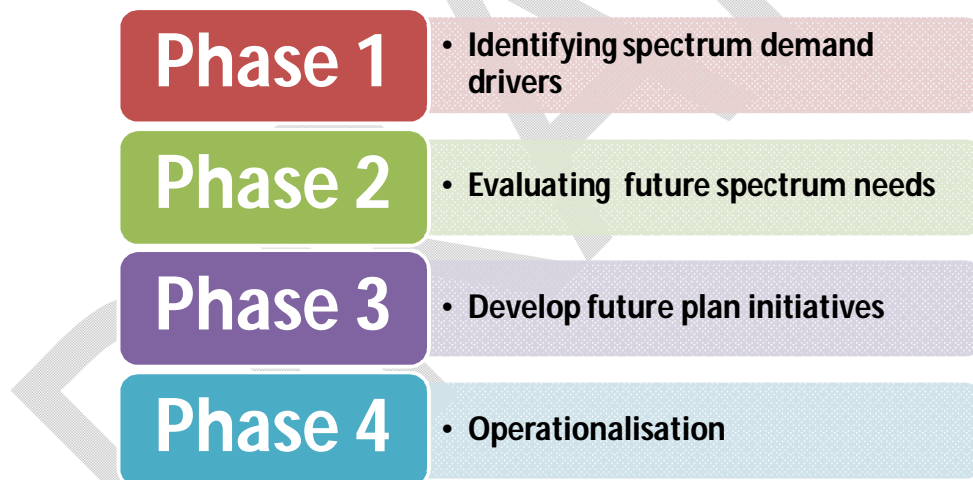 Phase 1
• Identifying spectrum demand
drivers
Phase 2
• Evaluating future spectrum needs
Phase 3
• Develop future plan initiatives
Phase 4
• Operationalisation